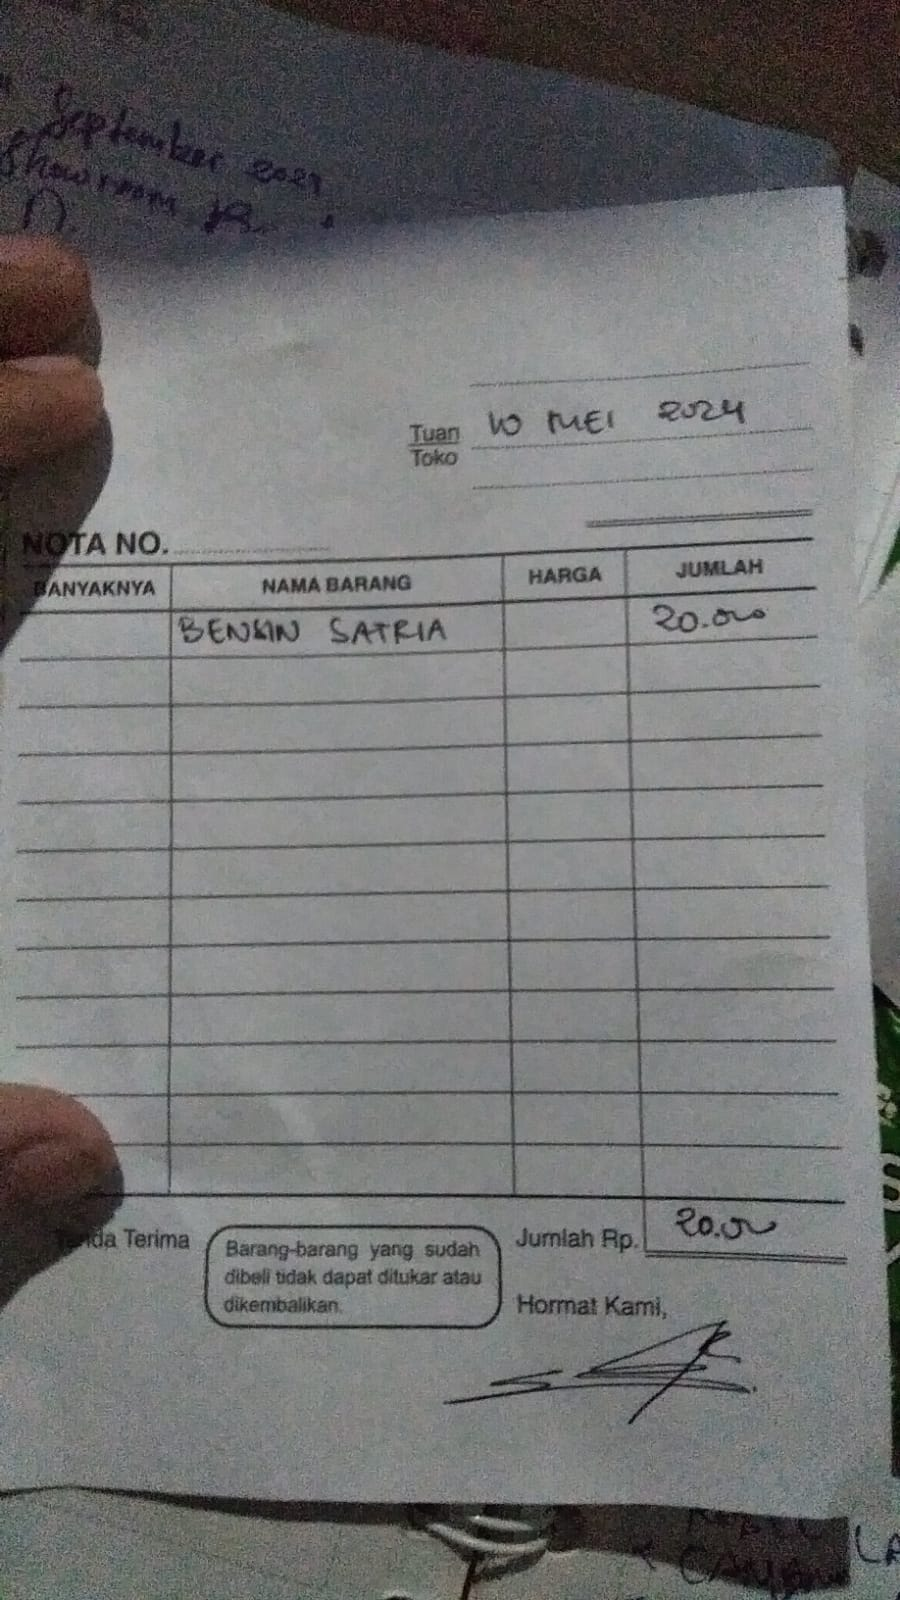 September 2021
Showroom
Tuan 10 MEI 2024
Toko
NOTA NO.
BANYAKNYA NAMA BARANG HARGA JUMLAH
BENSIN SATRIA 20.000
Tanda Terima
Barang-barang yang sudah
dibeli tidak dapat ditukar atau
dikembalikan.
Jumlah Rp. 20.000
Hormat Kami,